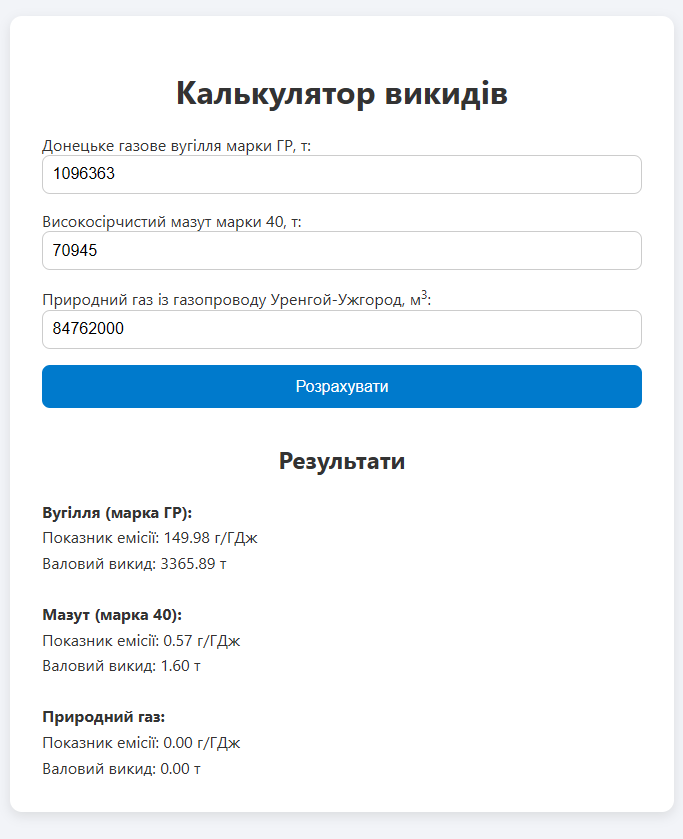 Калькулятор викидів
Донецьке газове вугілля марки ГР, т:
1096363
Високосірчистий мазут марки 40, т:
70945
Природний газ із газопроводу Уренгой-Ужгород, м³:
84762000
Розрахувати
Результати
Вугілля (марка ГР):
Показник емісії: 149.98 г/ГДж
Валовий викид: 3365.89 т
Мазут (марка 40):
Показник емісії: 0.57 г/ГДж
Валовий викид: 1.60 т
Природний газ:
Показник емісії: 0.00 г/ГДж
Валовий викид: 0.00 т